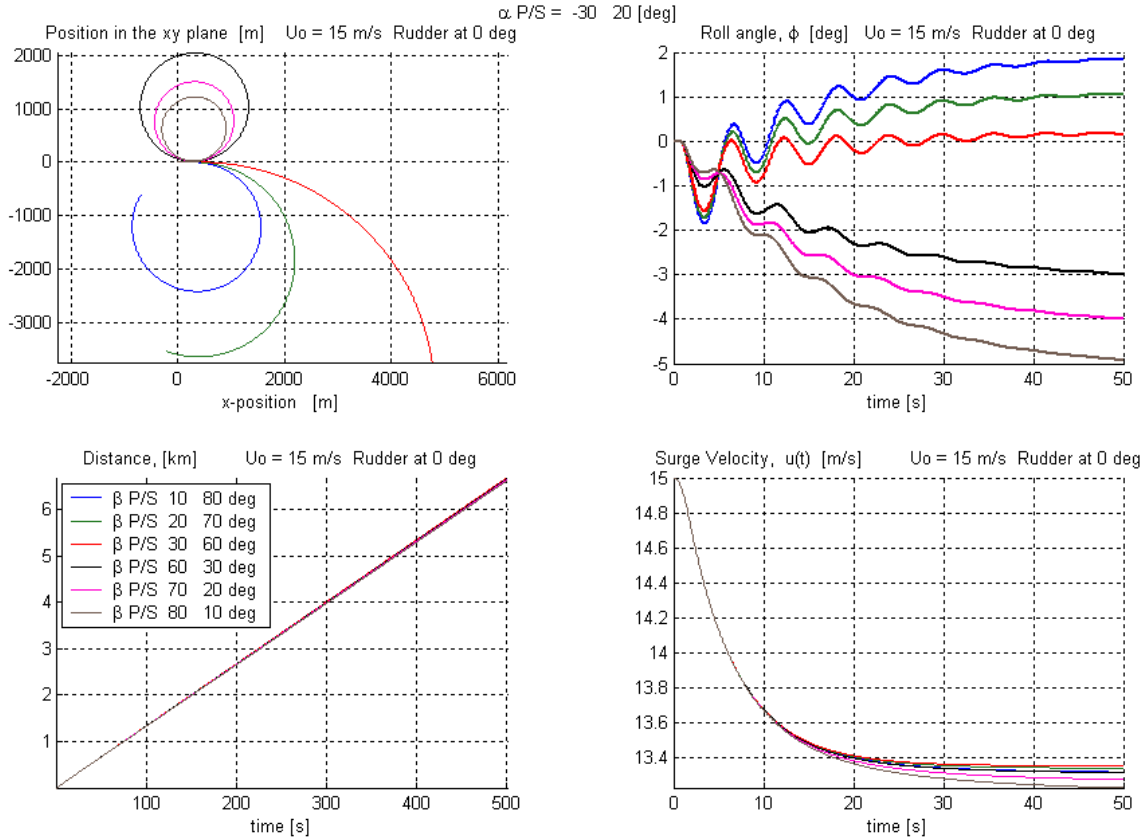 α P/S = -30 20 [deg]
Position in the xy plane [m] Uo = 15 m/s Rudder at 0 deg
2000
1000
0
-1000
-2000
-3000
-2000 0 2000 4000 6000
x-position [m]
Roll angle, ϕ [deg] Uo = 15 m/s Rudder at 0 deg
2
1
0
-1
-2
-3
-4
-5
0 10 20 30 40 50
time [s]
Distance, [km] Uo = 15 m/s Rudder at 0 deg
6
5
4
3
2
1
β P/S 10 80 deg
β P/S 20 70 deg
β P/S 30 60 deg
β P/S 60 30 deg
β P/S 70 20 deg
β P/S 80 10 deg
100 200 300 400 500
time [s]
Surge Velocity, u(t) [m/s] Uo = 15 m/s Rudder at 0 deg
15
14.8
14.6
14.4
14.2
14
13.8
13.6
13.4
0 10 20 30 40 50
time [s]